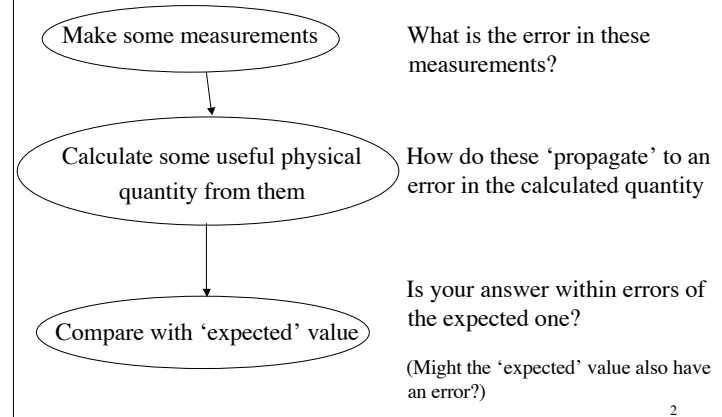 Make some measurements
What is the error in these
measurements?
Calculate some useful physical
quantity from them
How do these ‘propagate’ to an
error in the calculated quantity
Compare with ‘expected’ value
Is your answer within errors of
the expected one?
(Might the ‘expected’ value also have
an error?)
2